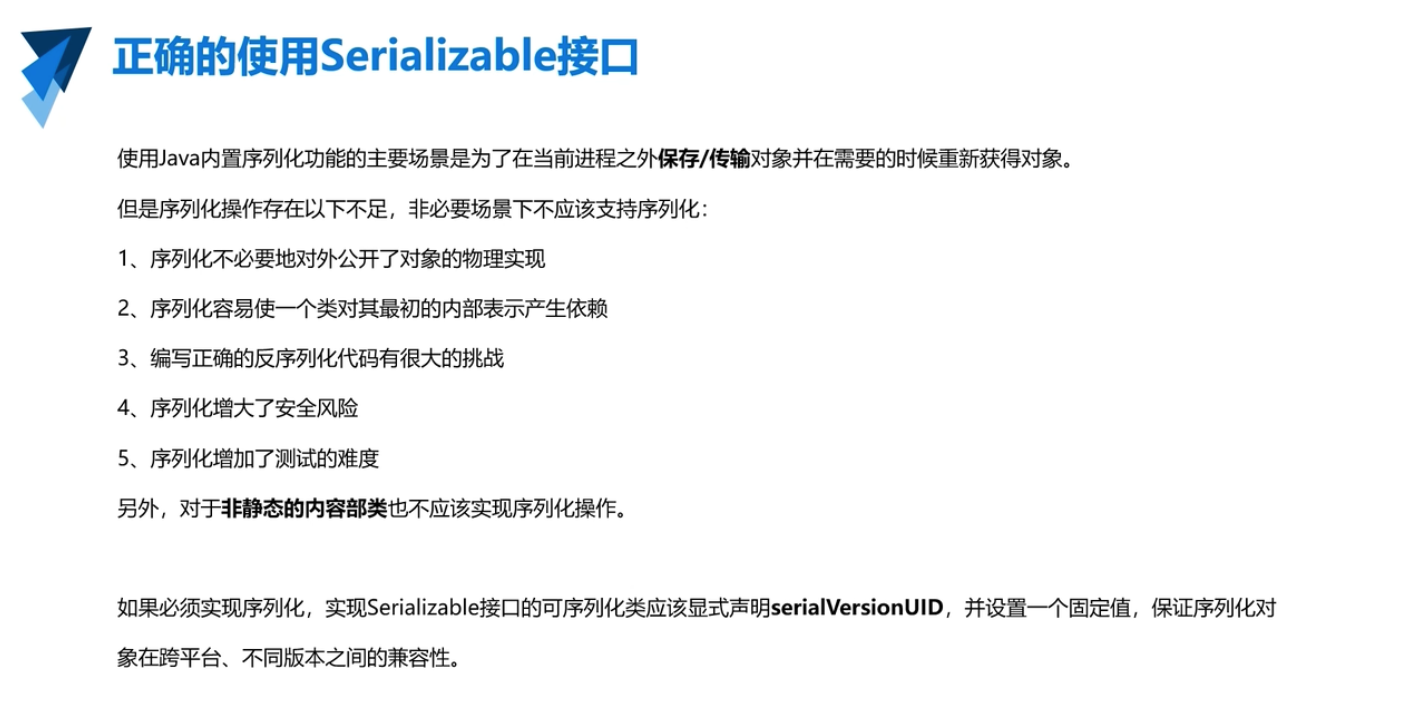 正确的使用Serializable接口
使用Java内置序列化功能的主要场景是为了在当前进程之外保存/传输对象并在需要的时候重新获得对象。
但是序列化操作存在以下不足，非必要场景下不应该支持序列化：
1、序列化不必要地对外公开了对象的物理实现
2、序列化容易使一个类对其最初的内部表示产生依赖
3、编写正确的反序列化代码有很大的挑战
4、序列化增大了安全风险
5、序列化增加了测试的难度
另外，对于非静态的内容部类也不应该实现序列化操作。
如果必须实现序列化，实现Serializable接口的可序列化类应该显式声明serialVersionUID，并设置一个固定值，保证序列化对
象在跨平台、不同版本之间的兼容性。